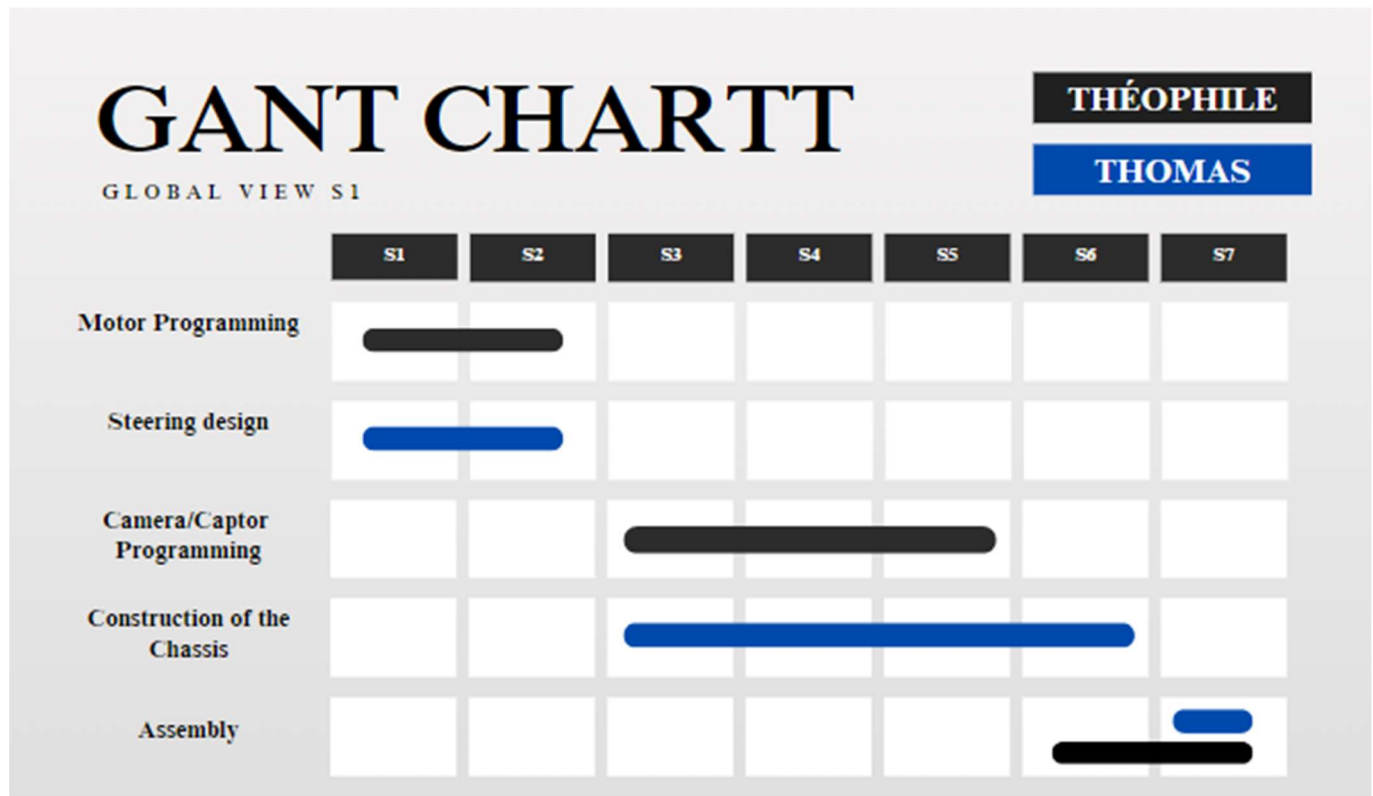 GANT CHARTT
THÉOPHILE
THOMAS
GLOBAL VIEW S1
S1 S2 S3 S4 S5 S6 S7
Motor Programming
Steering design
Camera/Captor
Programming
Construction of the
Chassis
Assembly